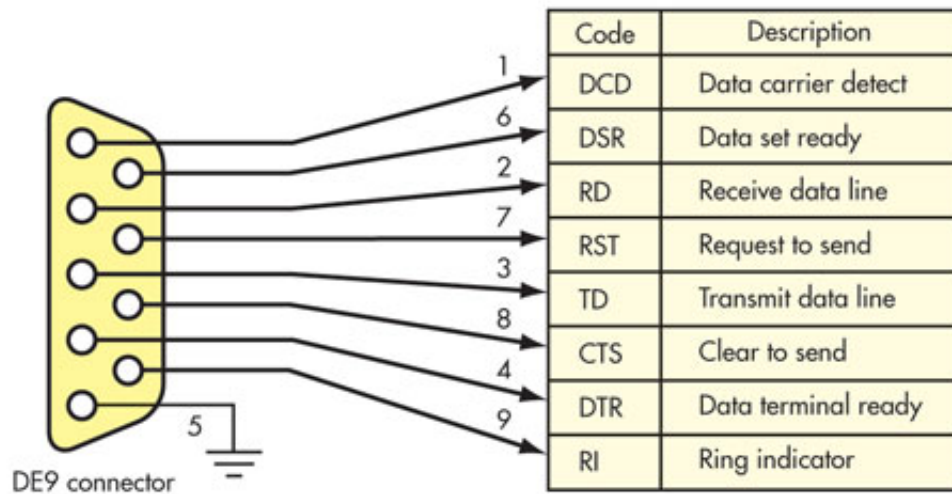 Code Description
1 DCD Data carrier detect
6 DSR Data set ready
2 RD Receive data line
7 RST Request to send
3 TD Transmit data line
8 CTS Clear to send
4 DTR Data terminal ready
9 RI Ring indicator
5
DE9 connector